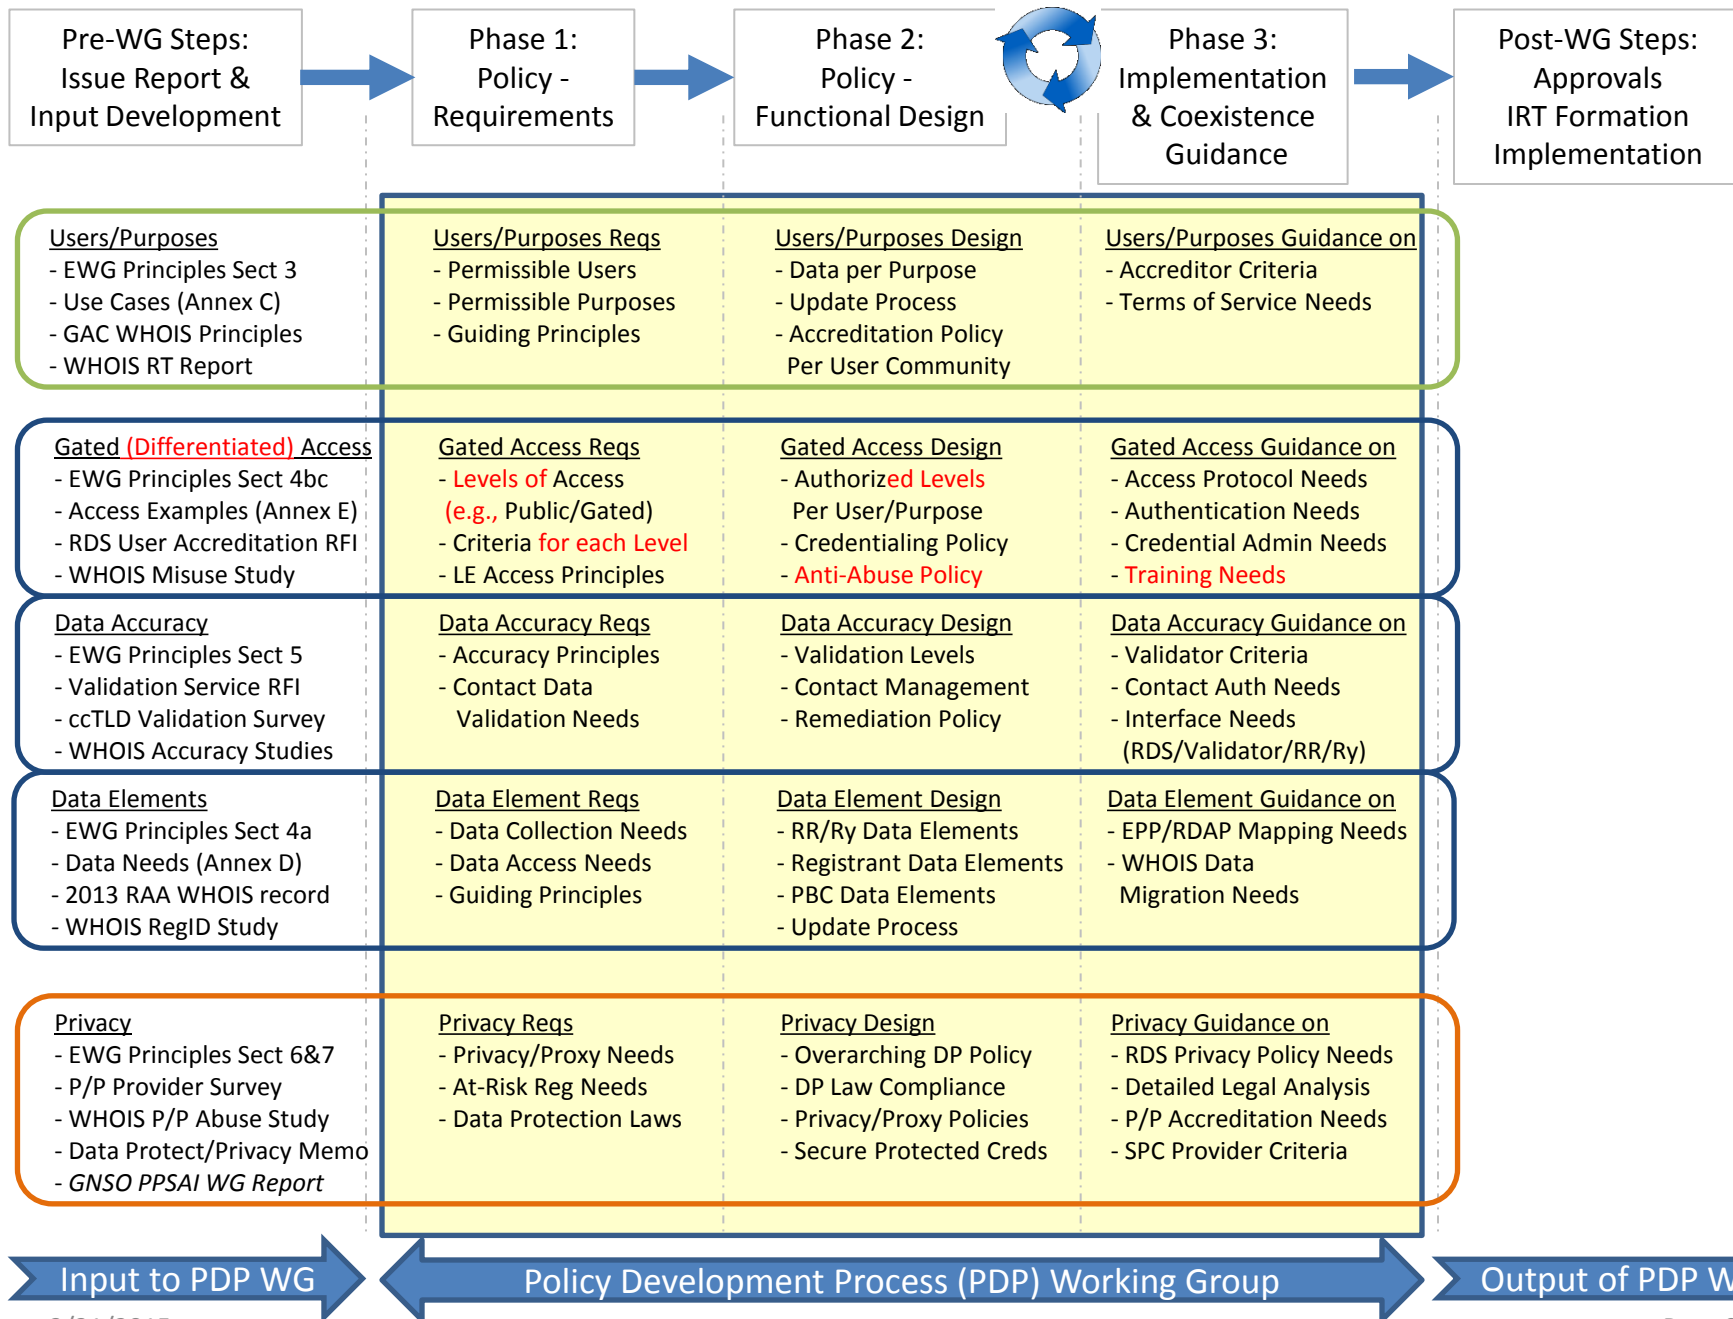 Pre-WG Steps:
Issue Report &
Input Development
Phase 1:
Policy -
Requirements
Phase 2:
Policy -
Functional Design
Phase 3:
Implementation
& Coexistence
Guidance
Post-WG Steps:
Approvals
IRT Formation
Implementation
Users/Purposes
- EWG Principles Sect 3
- Use Cases (Annex C)
- GAC WHOIS Principles
- WHOIS RT Report
Users/Purposes Reqs
- Permissible Users
- Permissible Purposes
- Guiding Principles
Users/Purposes Design
- Data per Purpose
- Update Process
- Accreditation Policy
Per User Community
Users/Purposes Guidance on
- Accreditor Criteria
- Terms of Service Needs
Gated (Differentiated) Access
- EWG Principles Sect 4bc
- Access Examples (Annex E)
- RDS User Accreditation RFI
- WHOIS Misuse Study
Gated Access Reqs
- Levels of Access
(e.g., Public/Gated)
- Criteria for each Level
- LE Access Principles
Gated Access Design
- Authorized Levels
Per User/Purpose
- Credentialing Policy
- Anti-Abuse Policy
Gated Access Guidance on
- Access Protocol Needs
- Authentication Needs
- Credential Admin Needs
- Training Needs
Data Accuracy
- EWG Principles Sect 5
- Validation Service RFI
- ccTLD Validation Survey
- WHOIS Accuracy Studies
Data Accuracy Reqs
- Accuracy Principles
- Contact Data
Validation Needs
Data Accuracy Design
- Validation Levels
- Contact Management
- Remediation Policy
Data Accuracy Guidance on
- Validator Criteria
- Contact Auth Needs
- Interface Needs
(RDS/Validator/RR/Ry)
Data Elements
- EWG Principles Sect 4a
- Data Needs (Annex D)
- 2013 RAA WHOIS record
- WHOIS RegID Study
Data Element Reqs
- Data Collection Needs
- Data Access Needs
- Guiding Principles
Data Element Design
- RR/Ry Data Elements
- Registrant Data Elements
- PBC Data Elements
- Update Process
Data Element Guidance on
- EPP/RDAP Mapping Needs
- WHOIS Data
Migration Needs
Privacy
- EWG Principles Sect 6&7
- P/P Provider Survey
- WHOIS P/P Abuse Study
- Data Protect/Privacy Memo
- GNSO PPSAI WG Report
Privacy Reqs
- Privacy/Proxy Needs
- At-Risk Reg Needs
- Data Protection Laws
Privacy Design
- Overarching DP Policy
- DP Law Compliance
- Privacy/Proxy Policies
- Secure Protected Creds
Privacy Guidance on
- RDS Privacy Policy Needs
- Detailed Legal Analysis
- P/P Accreditation Needs
- SPC Provider Criteria
Input to PDP WG
Policy Development Process (PDP) Working Group
Output of PDP W